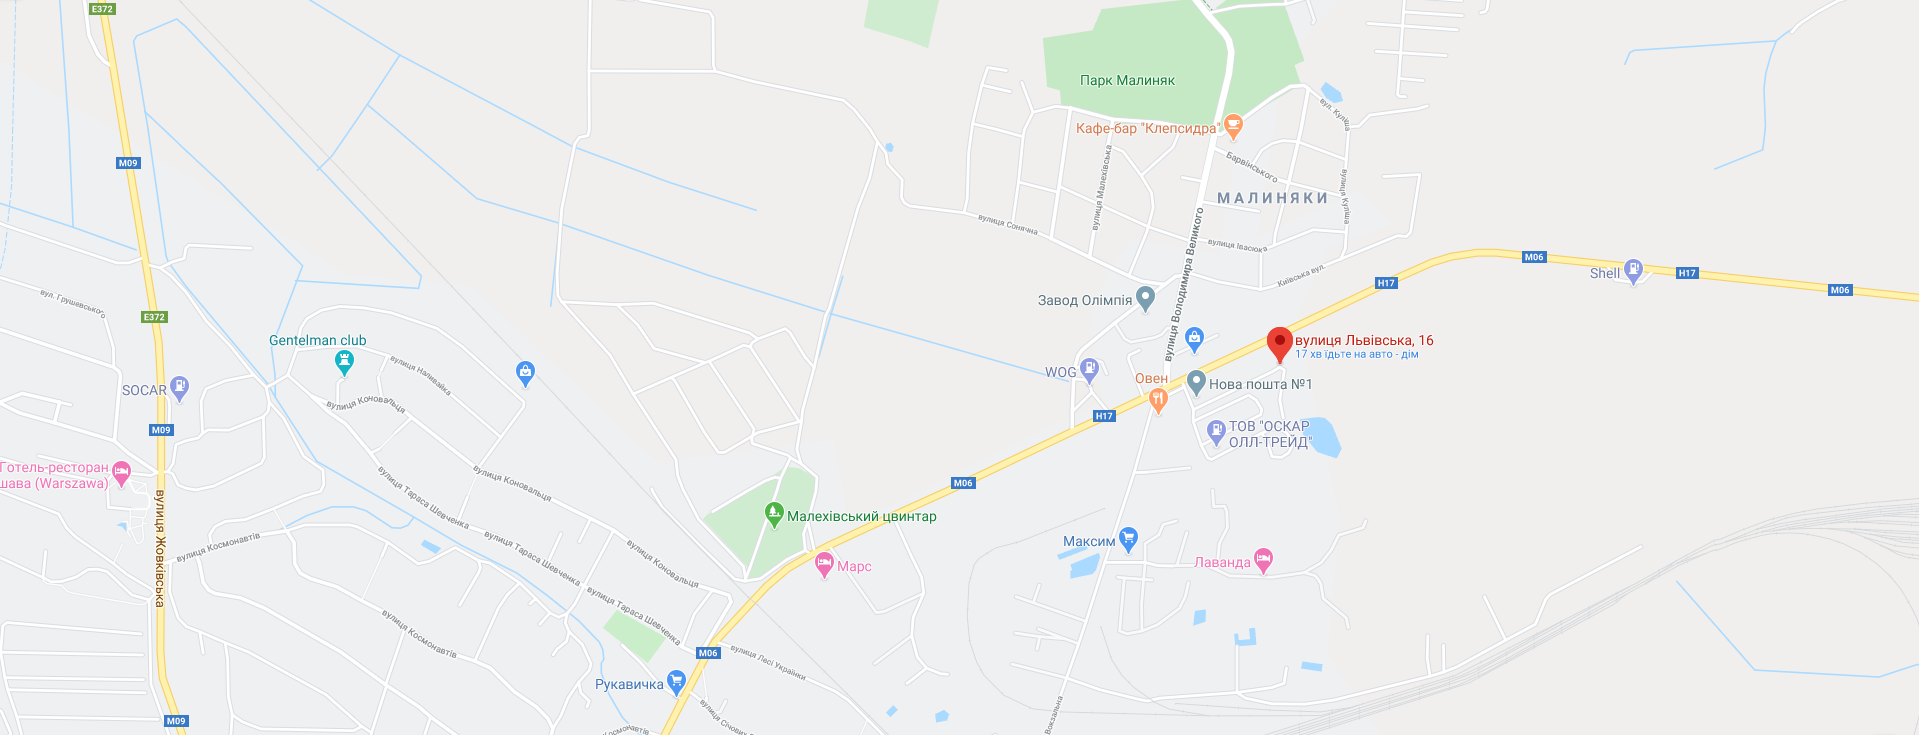 E372
Парк Малиняк
вул. Куліша
Кафе-бар "Клепсидра"
M09
Барвінського
вулиця Малехівська
вулиця Куліша
МАЛИНЯКИ
вулиця Сонячна
вулиця Володимира Великого
вулиця Івасюка
Київська вул.
M06
Shell
H17
H17
M06
вул. Грушевського
E372
Завод Олімпія
Gentelman club
вулиця Львівська, 16
17 хв їдьте на авто - дім
вулиця Наливайка
WOG
Овен
Нова пошта №1
SOCAR
вулиця Коновальця
H17
M09
ТОВ "ОСКАР
ОЛЛ-ТРЕЙД"
Готель-ресторан
шава (Warszawa)
вулиця Коновальця
M06
вулиця Тараса Шевченка
вулиця Жовківська
Малехівський цвинтар
вулиця Космонавтів
вулиця Тараса Шевченка
вулиця Коновальця
Максим
Марс
Лаванда
вулиця Тараса Шевченка
вулиця Космонавтів
M06
вулиця Лесі Українки
Рукавичка
вулиця Січових
Вокзальна
M09
Космонавтів